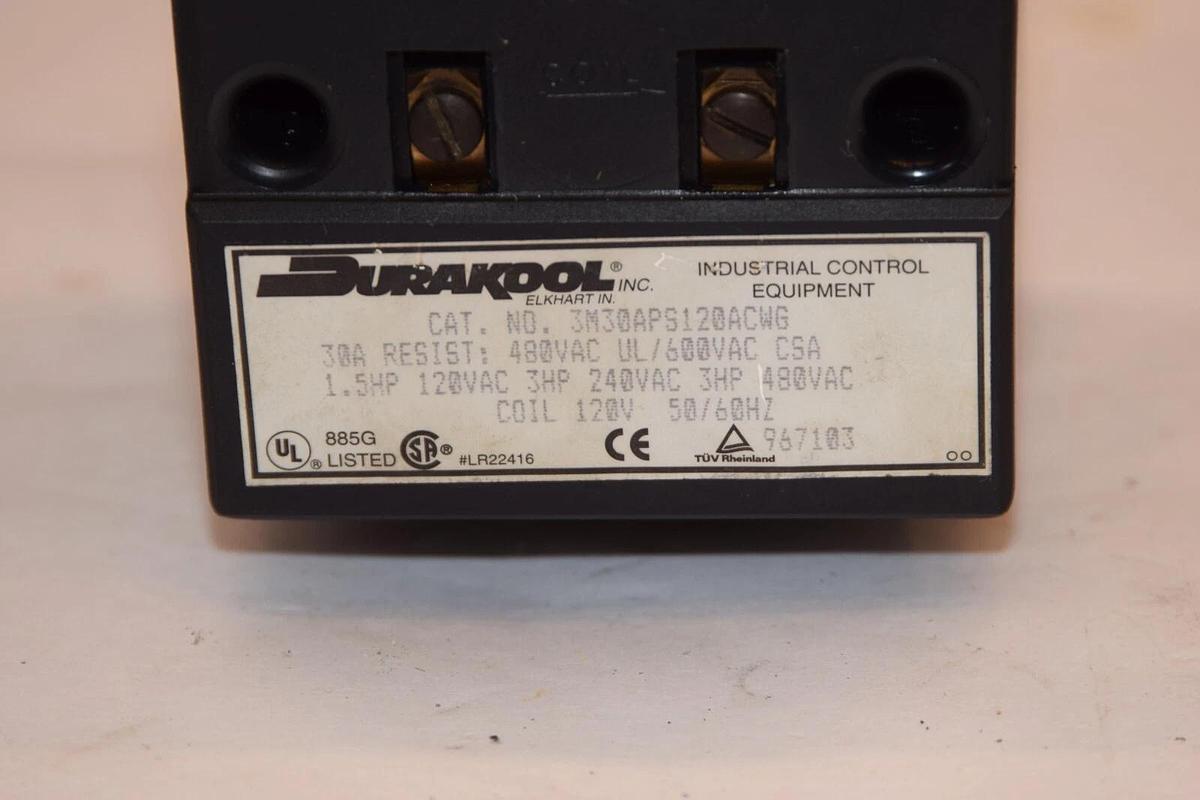 COIL
DURAKOOL® INC.
ELKHART IN.
INDUSTRIAL CONTROL
EQUIPMENT
CAT. NO. 3M30APS120ACWG
30A RESIST: 480VAC UL/600VAC CSA
1.5HP 120VAC 3HP 240VAC 3HP 480VAC
COIL 120V 50/60HZ
UL® 885G
LISTED
SA® #LR22416
CE
TÜV Rheinland
967103
OO